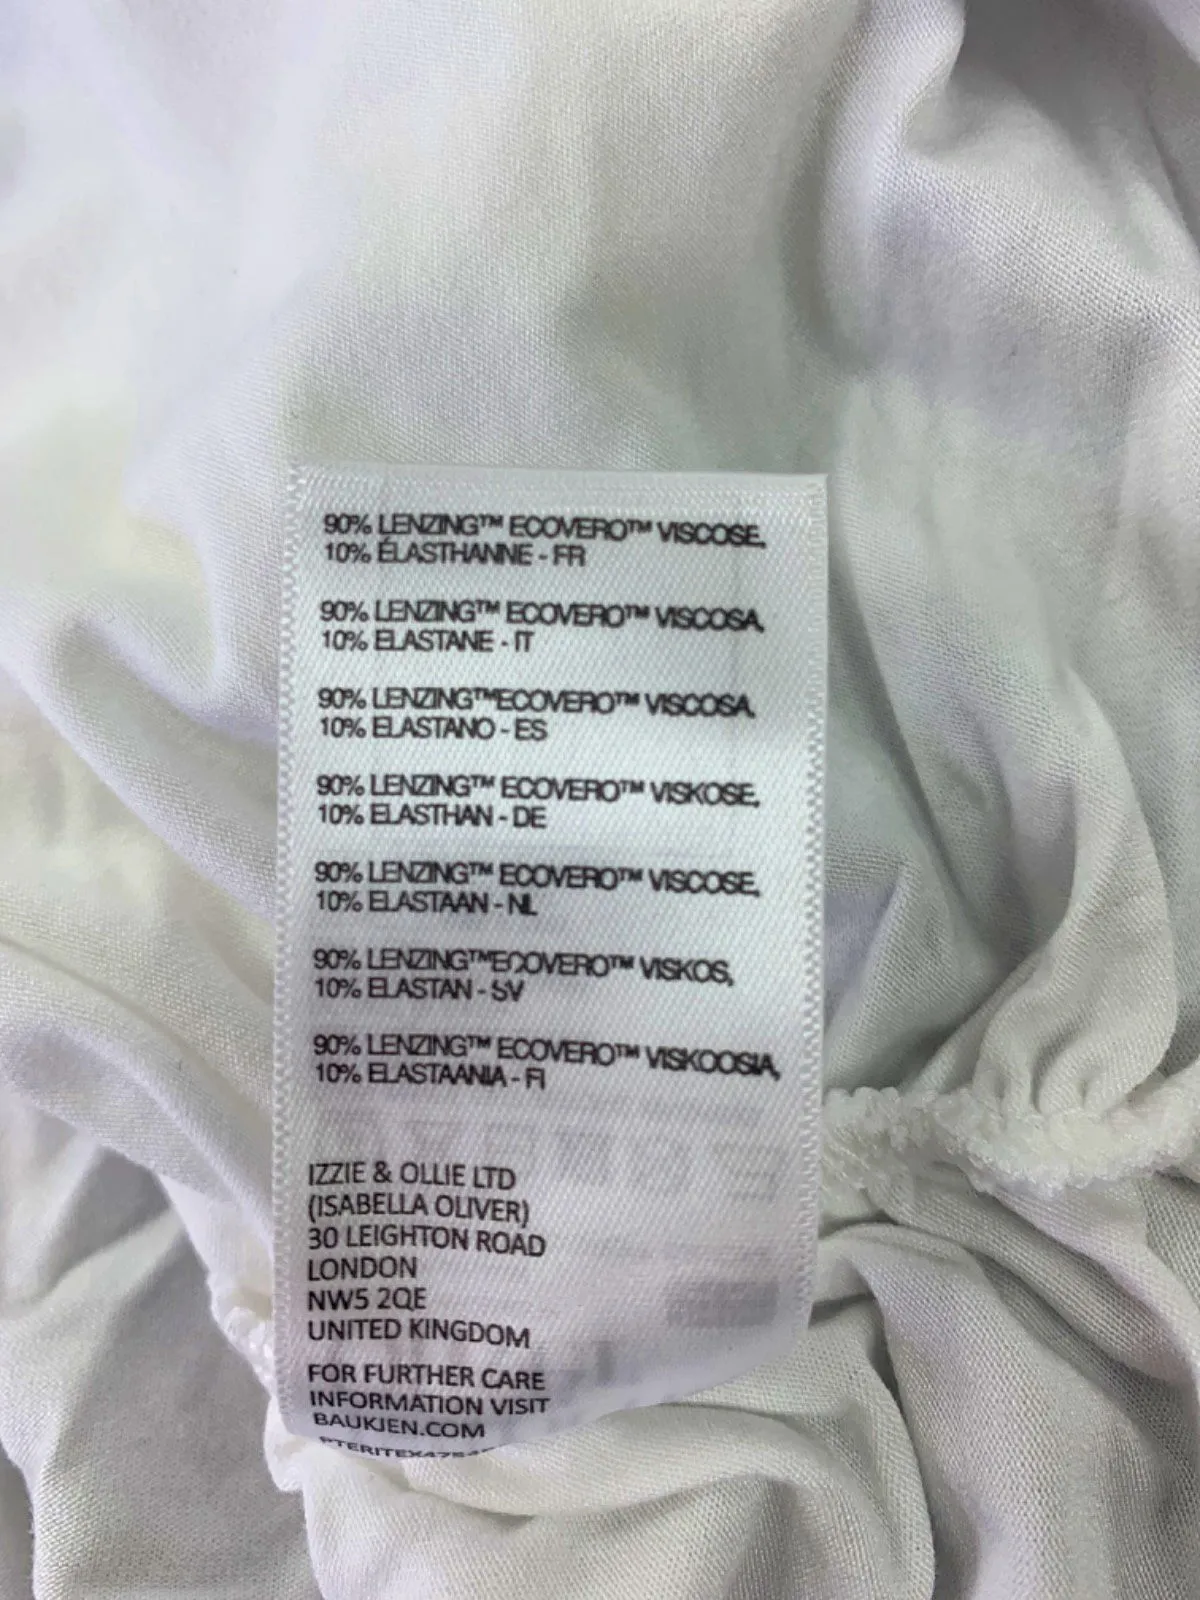 90% LENZING™ ECOVERO™ VISCOSE,
10% ÉLASTHANNE - FR
90% LENZING™ ECOVERO™ VISCOSA,
10% ELASTANE - IT
90% LENZING™ECOVERO™ VISCOSA,
10% ELASTANO - ES
90% LENZING™ ECOVERO™ VISKOSE,
10% ELASTHAN - DE
90% LENZING™ ECOVERO™ VISCOSE,
10% ELASTAAN - NL
90% LENZING™ECOVERO™ VISKOS,
10% ELASTAN - SV
90% LENZING™ ECOVERO™ VISKOOSIA,
10% ELASTAANIA - FI
IZZIE & OLLIE LTD
(ISABELLA OLIVER)
30 LEIGHTON ROAD
LONDON
NW5 2QE
UNITED KINGDOM
FOR FURTHER CARE
INFORMATION VISIT
BAUKJEN.COM